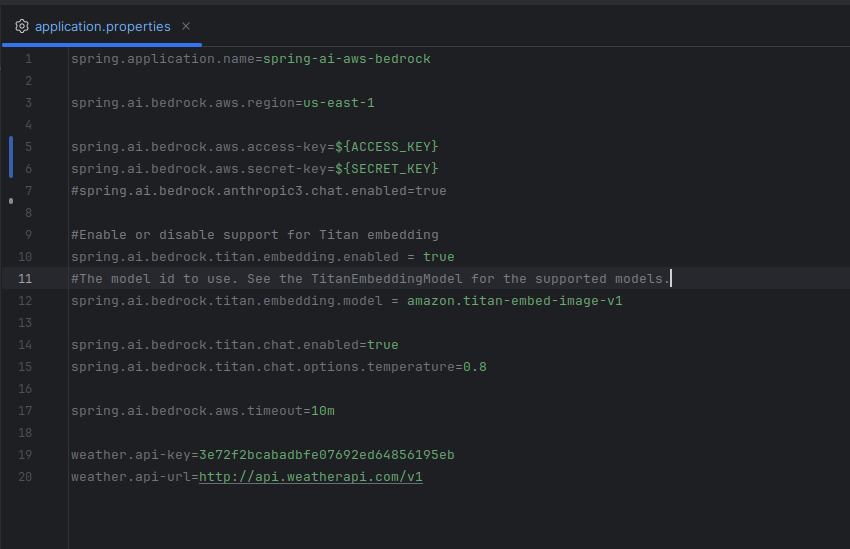 application.properties
1 spring.application.name=spring-ai-aws-bedrock
2
3 spring.ai.bedrock.aws.region=us-east-1
4
5 spring.ai.bedrock.aws.access-key=${ACCESS_KEY}
6 spring.ai.bedrock.aws.secret-key=${SECRET_KEY}
7 #spring.ai.bedrock.anthropic3.chat.enabled=true
8
9 #Enable or disable support for Titan embedding
10 spring.ai.bedrock.titan.embedding.enabled = true
11 #The model id to use. See the TitanEmbeddingModel for the supported models.
12 spring.ai.bedrock.titan.embedding.model = amazon.titan-embed-image-v1
13
14 spring.ai.bedrock.titan.chat.enabled=true
15 spring.ai.bedrock.titan.chat.options.temperature=0.8
16
17 spring.ai.bedrock.aws.timeout=10m
18
19 weather.api-key=3e72f2bcabadbfe07692ed64856195eb
20 weather.api-url=http://api.weatherapi.com/v1